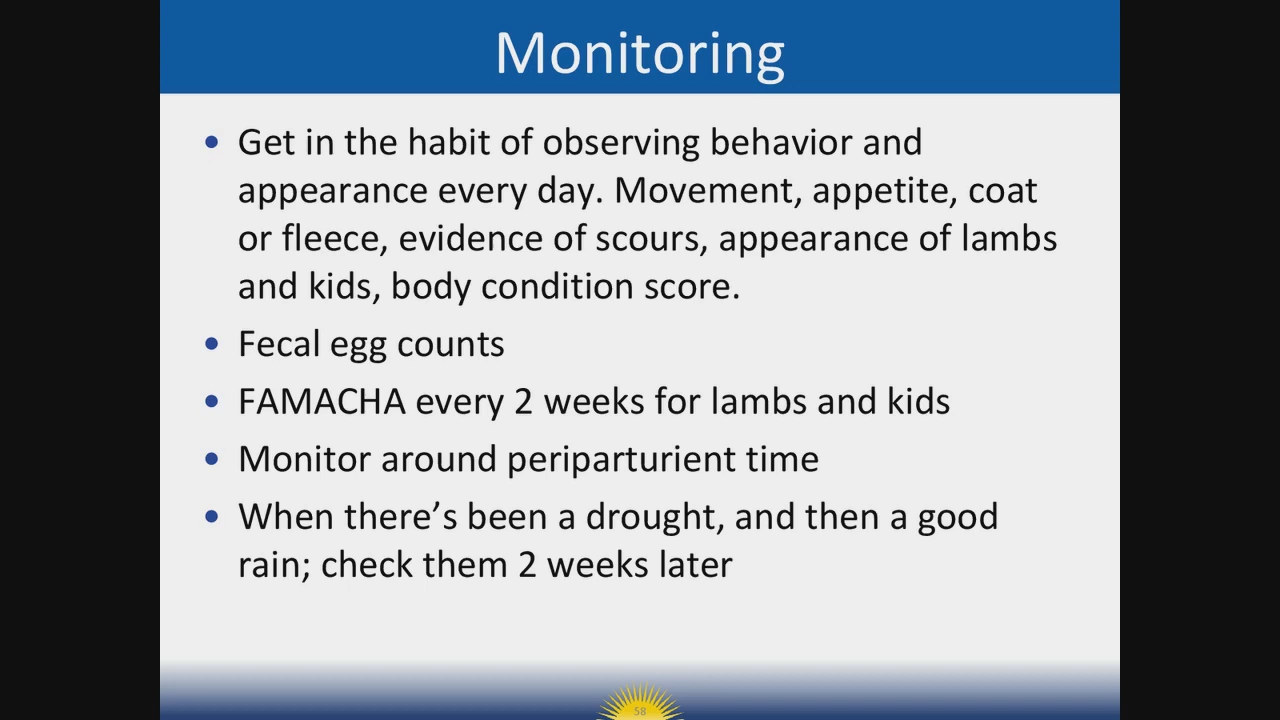 Monitoring
• Get in the habit of observing behavior and
appearance every day. Movement, appetite, coat
or fleece, evidence of scours, appearance of lambs
and kids, body condition score.
• Fecal egg counts
• FAMACHA every 2 weeks for lambs and kids
• Monitor around periparturient time
• When there’s been a drought, and then a good
rain; check them 2 weeks later
58